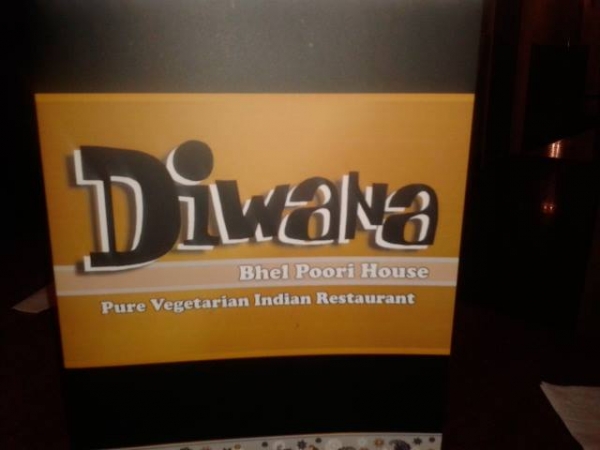 Diwana
Bhel Poori House
Pure Vegetarian Indian Restaurant